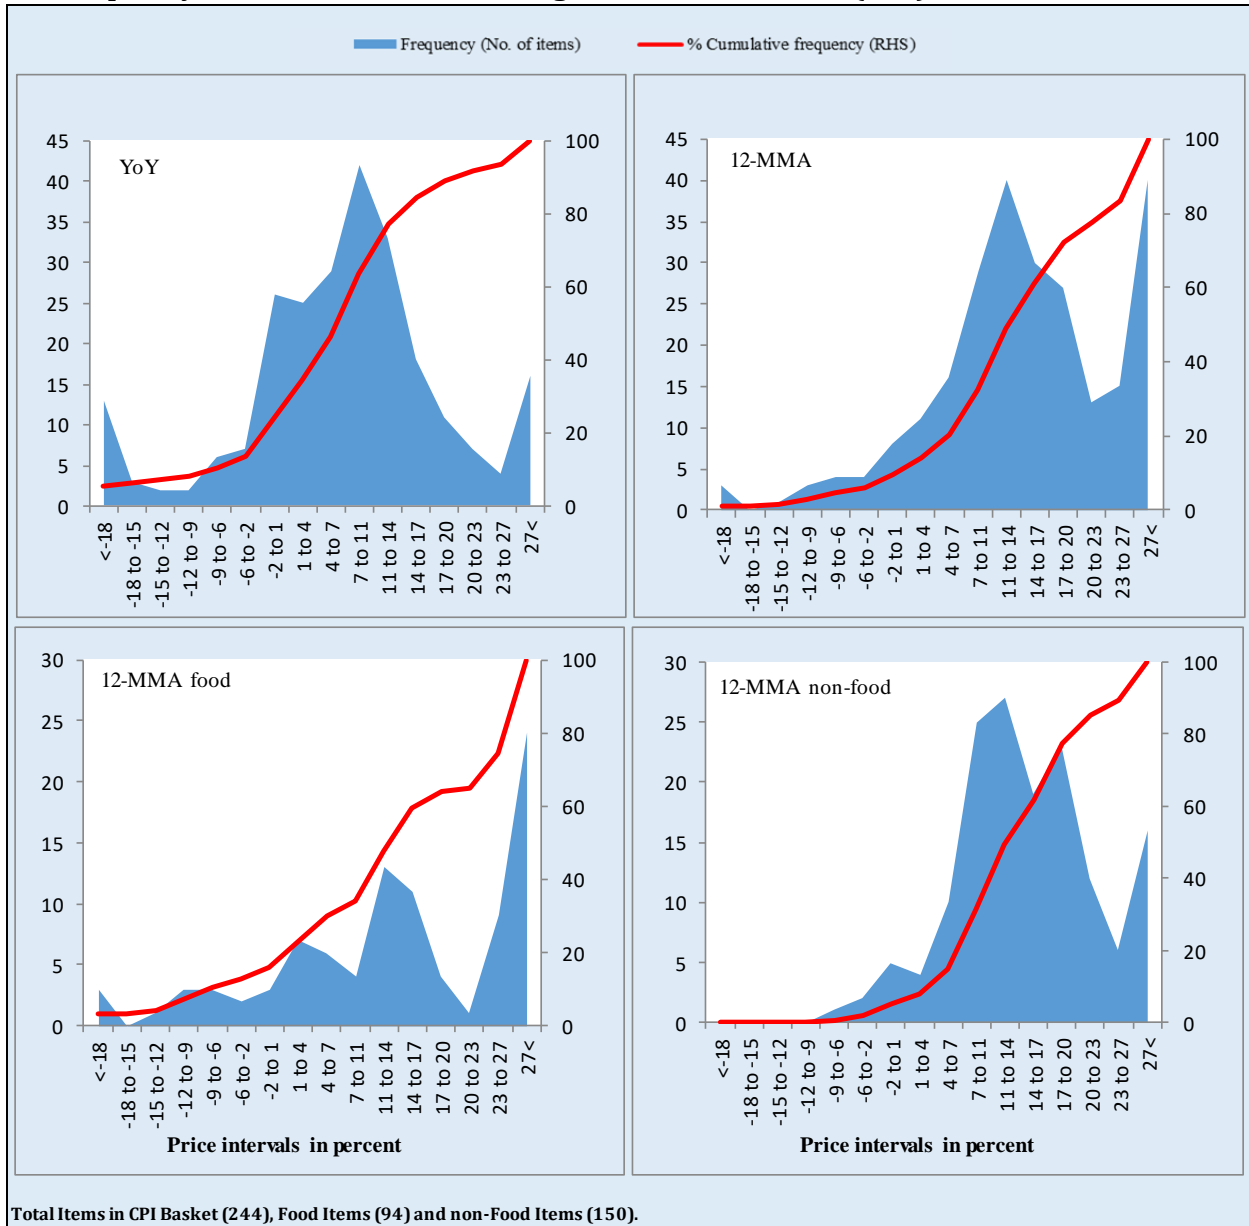 Frequency (No. of items) % Cumulative frequency (RHS)
YoY
45
40
35
30
25
20
15
10
5
0
100
80
60
40
20
0
<-18
-18 to -15
-15 to -12
-12 to -9
-9 to -6
-6 to -2
-2 to 1
1 to 4
4 to 7
7 to 11
11 to 14
14 to 17
17 to 20
20 to 23
23 to 27
27<
12-MMA
45
40
35
30
25
20
15
10
5
0
100
80
60
40
20
0
<-18
-18 to -15
-15 to -12
-12 to -9
-9 to -6
-6 to -2
-2 to 1
1 to 4
4 to 7
7 to 11
11 to 14
14 to 17
17 to 20
20 to 23
23 to 27
27<
12-MMA food
30
25
20
15
10
5
0
100
80
60
40
20
0
<-18
-18 to -15
-15 to -12
-12 to -9
-9 to -6
-6 to -2
-2 to 1
1 to 4
4 to 7
7 to 11
11 to 14
14 to 17
17 to 20
20 to 23
23 to 27
27<
Price intervals in percent
12-MMA non-food
30
25
20
15
10
5
0
100
80
60
40
20
0
<-18
-18 to -15
-15 to -12
-12 to -9
-9 to -6
-6 to -2
-2 to 1
1 to 4
4 to 7
7 to 11
11 to 14
14 to 17
17 to 20
20 to 23
23 to 27
27<
Price intervals in percent
Total Items in CPI Basket (244), Food Items (94) and non-Food Items (150).